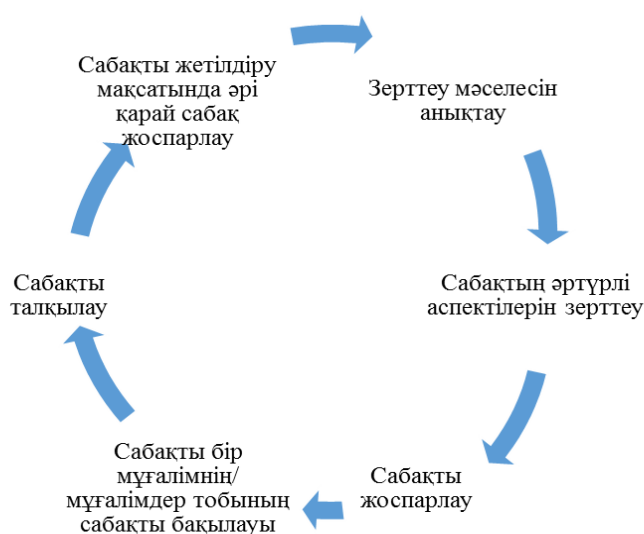 Сабақты жетілдіру
мақсатында әрі
қарай сабақ
жоспарлау
Зерттеу мәселесін
анықтау
Сабақтың әртүрлі
аспектілерін зерттеу
Сабақты
жоспарлау
Сабақты бір
мұғалімнің/
мұғалімдер тобының
сабақты бақылауы
Сабақты
талқылау